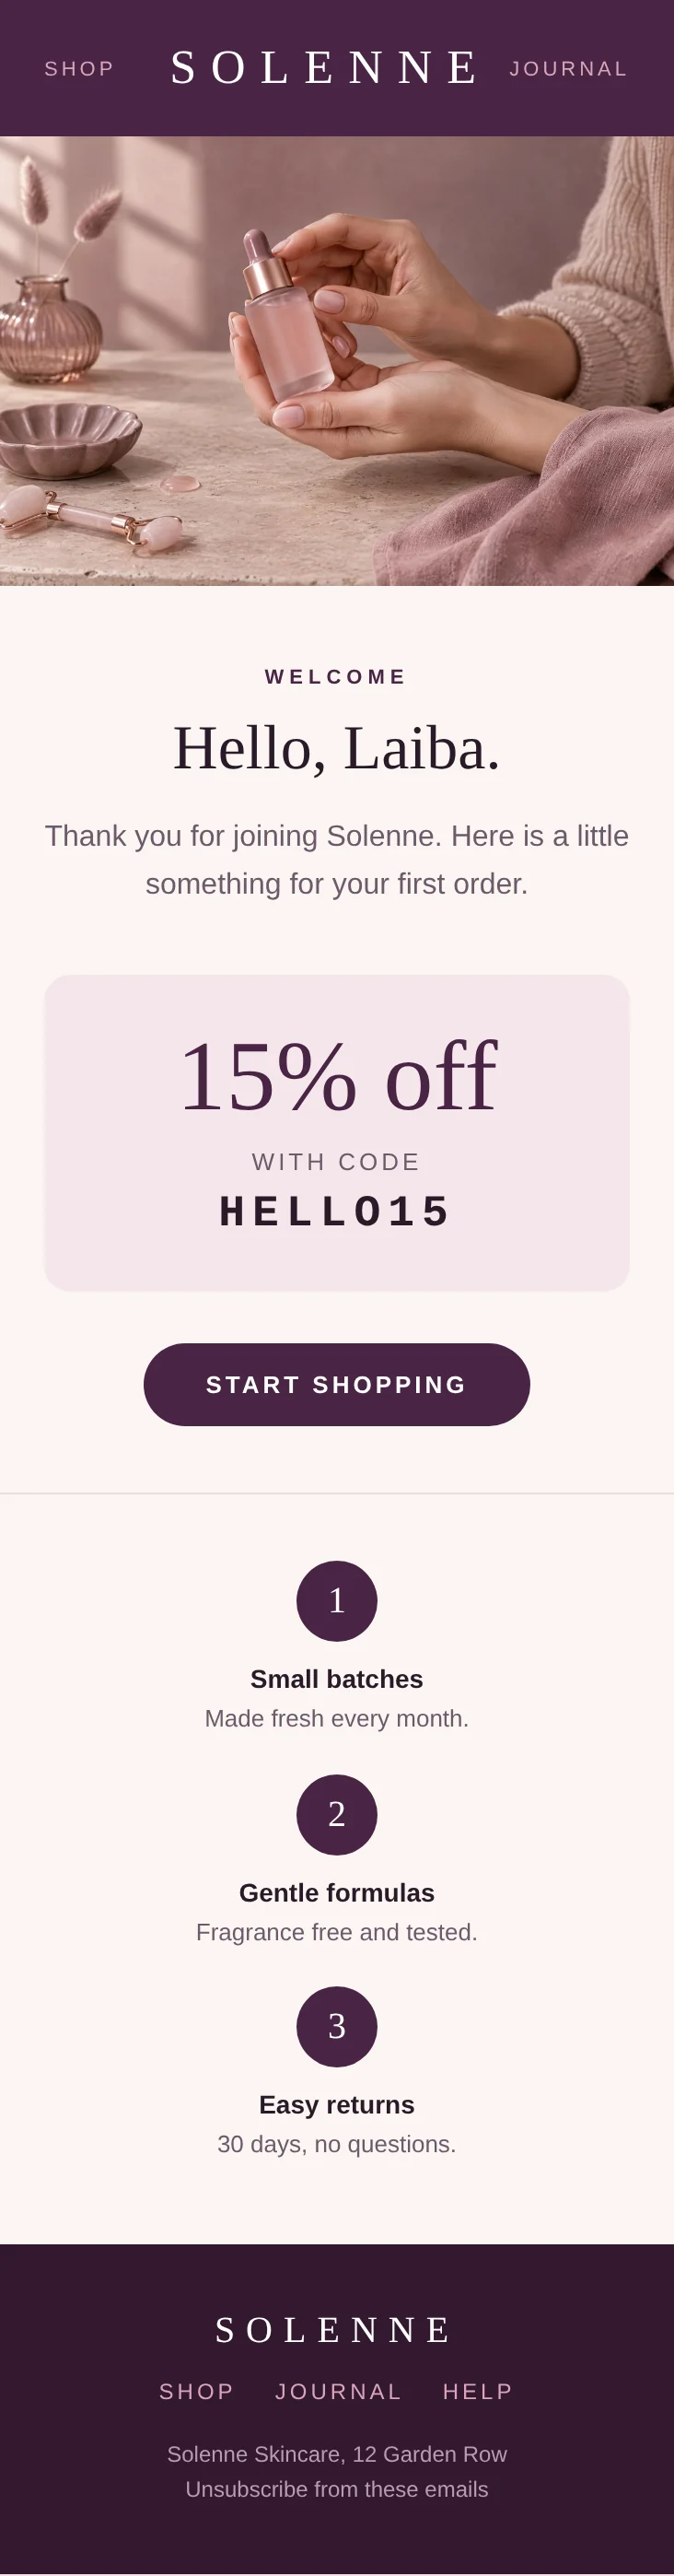 SHOP SOLENNE JOURNAL
WELCOME
Hello, Laiba.
Thank you for joining Solenne. Here is a little
something for your first order.
15% off
WITH CODE
HELLO15
START SHOPPING
1
Small batches
Made fresh every month.
2
Gentle formulas
Fragrance free and tested.
3
Easy returns
30 days, no questions.
SOLENNE
SHOP JOURNAL HELP
Solenne Skincare, 12 Garden Row
Unsubscribe from these emails